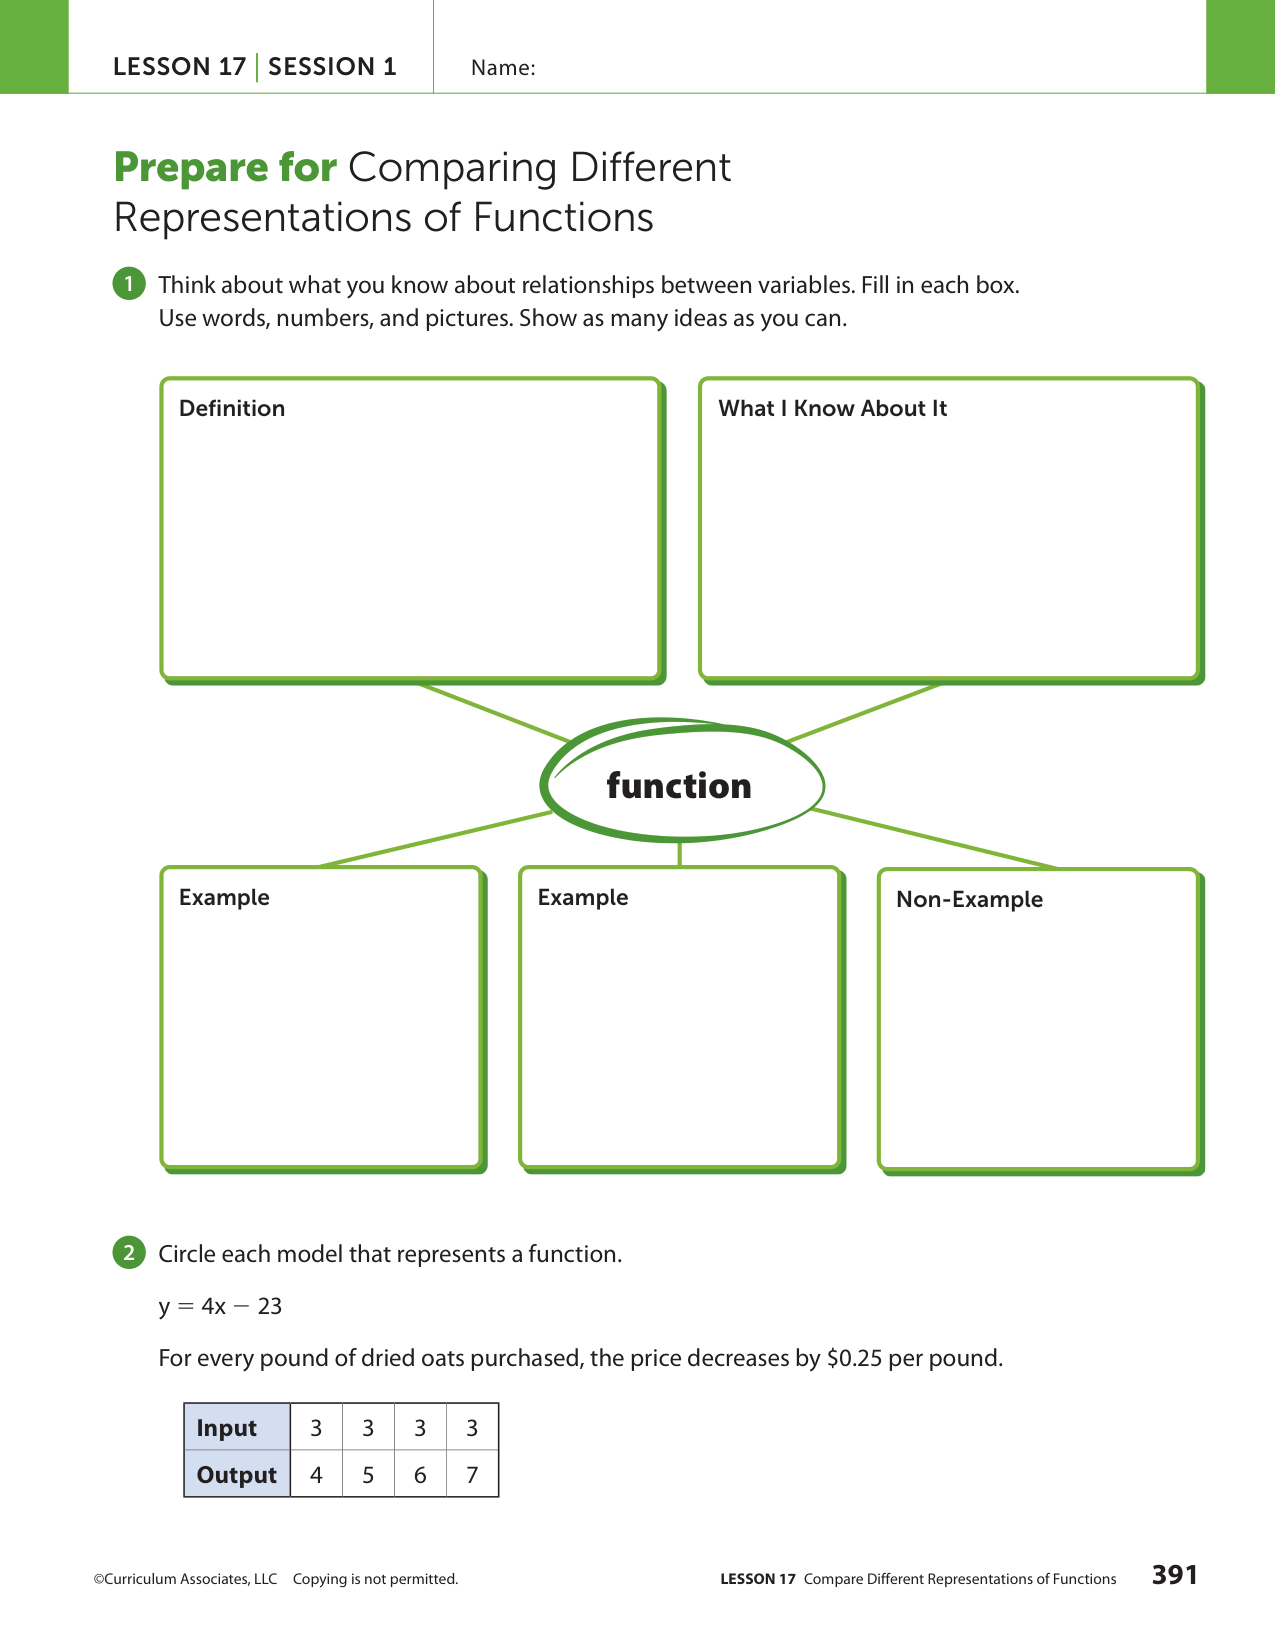 LESSON 17 | SESSION 1
Name:
Prepare for Comparing Different
Representations of Functions
1 Think about what you know about relationships between variables. Fill in each box.
Use words, numbers, and pictures. Show as many ideas as you can.
Definition
What I Know About It
function
Example
Example
Non-Example
2 Circle each model that represents a function.
y = 4x − 23
For every pound of dried oats purchased, the price decreases by $0.25 per pound.
Input 3 3 3 3
Output 4 5 6 7
©Curriculum Associates, LLC Copying is not permitted.
LESSON 17 Compare Different Representations of Functions 391